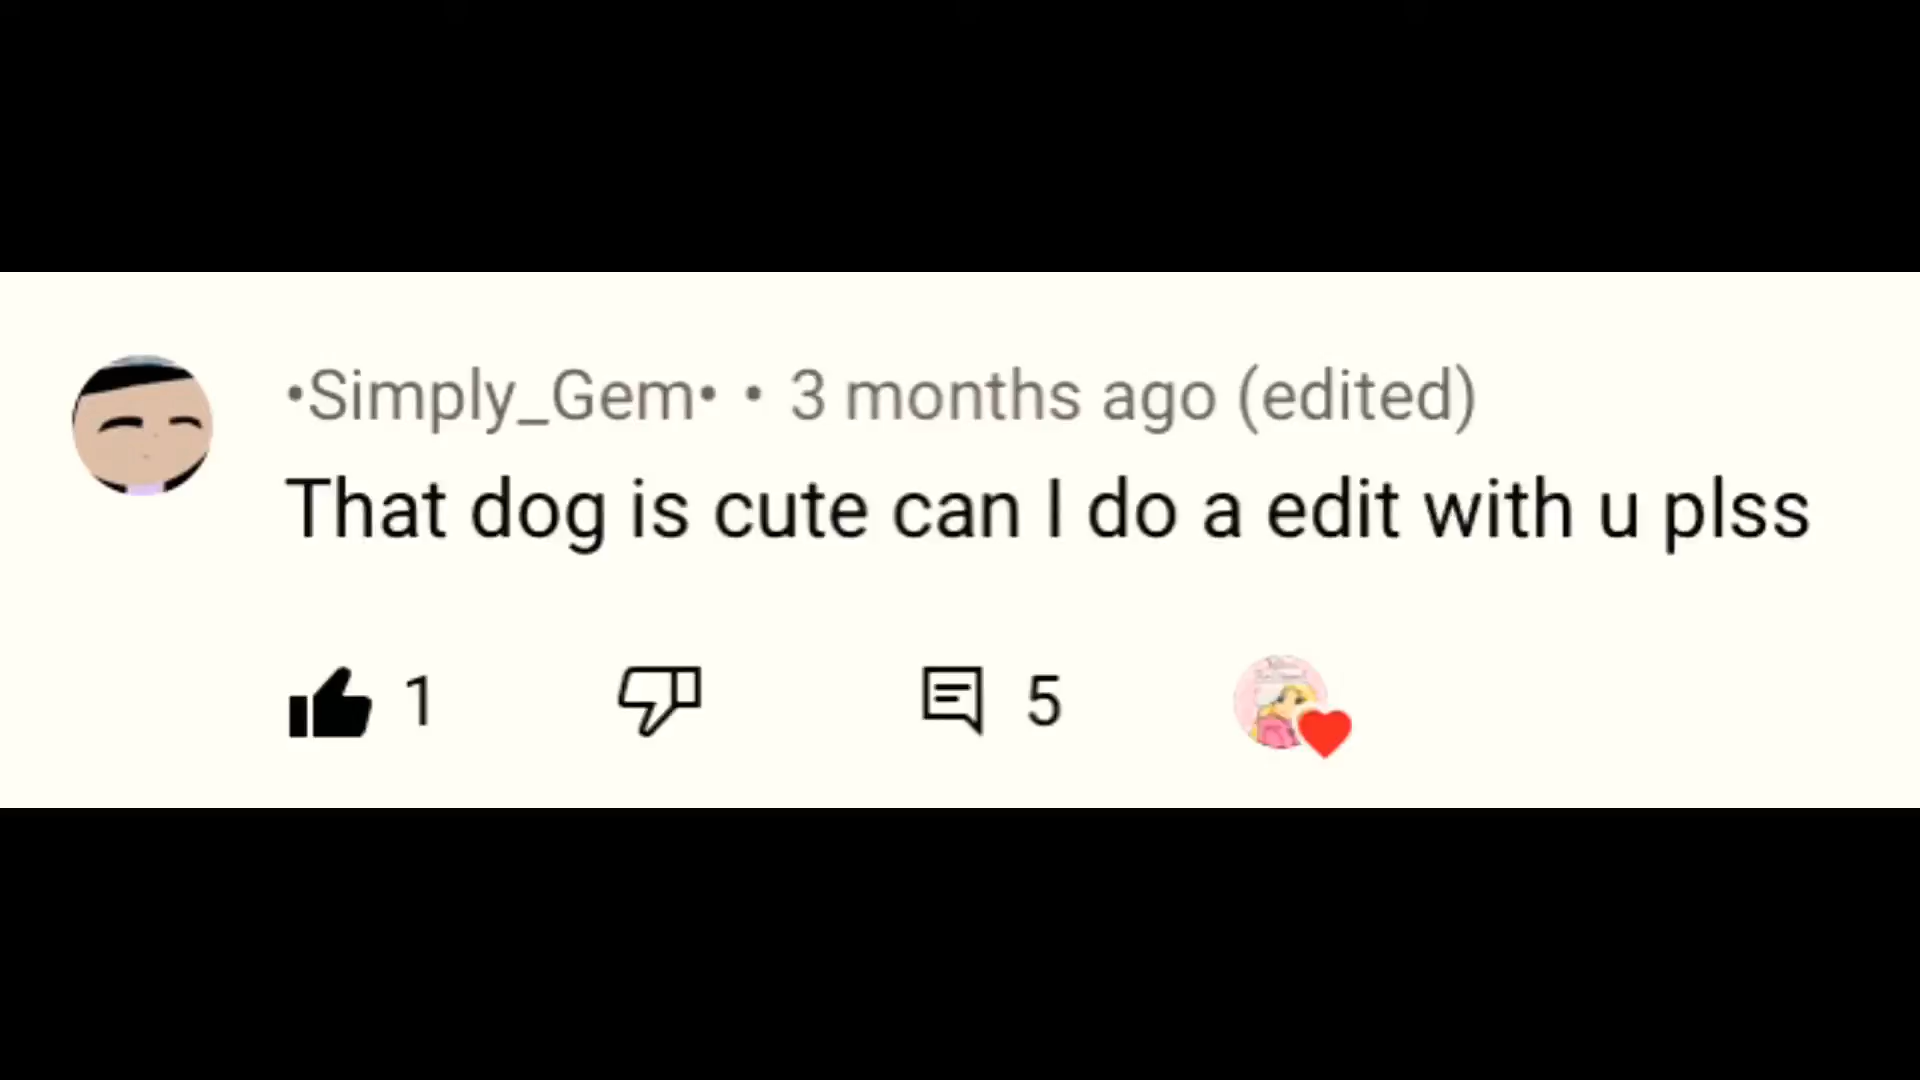 •Simply_Gem• • 3 months ago (edited)
That dog is cute can I do a edit with u plss
1
5